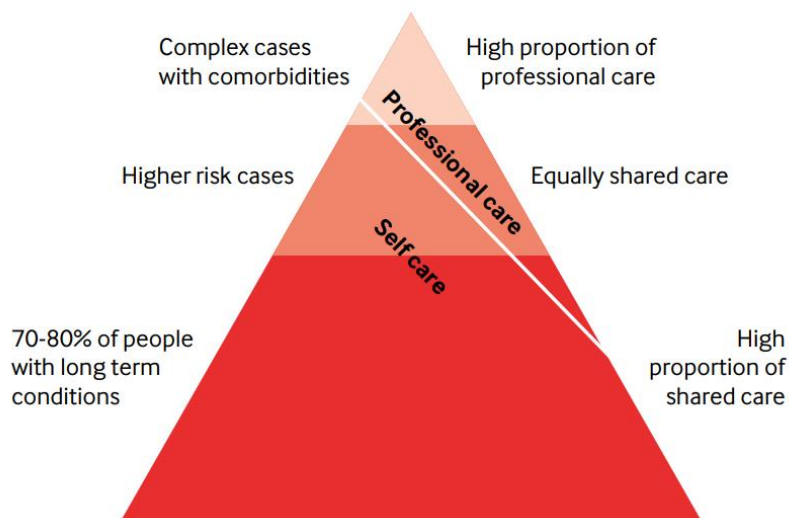 Complex cases
with comorbidities
High proportion of
professional care
Professional care
Higher risk cases
Equally shared care
Self care
70-80% of people
with long term
conditions
High
proportion of
shared care